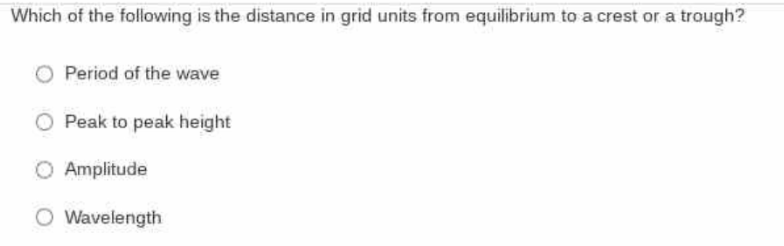 Which of the following is the distance in grid units from equilibrium to a crest or a trough?
Period of the wave
Peak to peak height
Amplitude
Wavelength